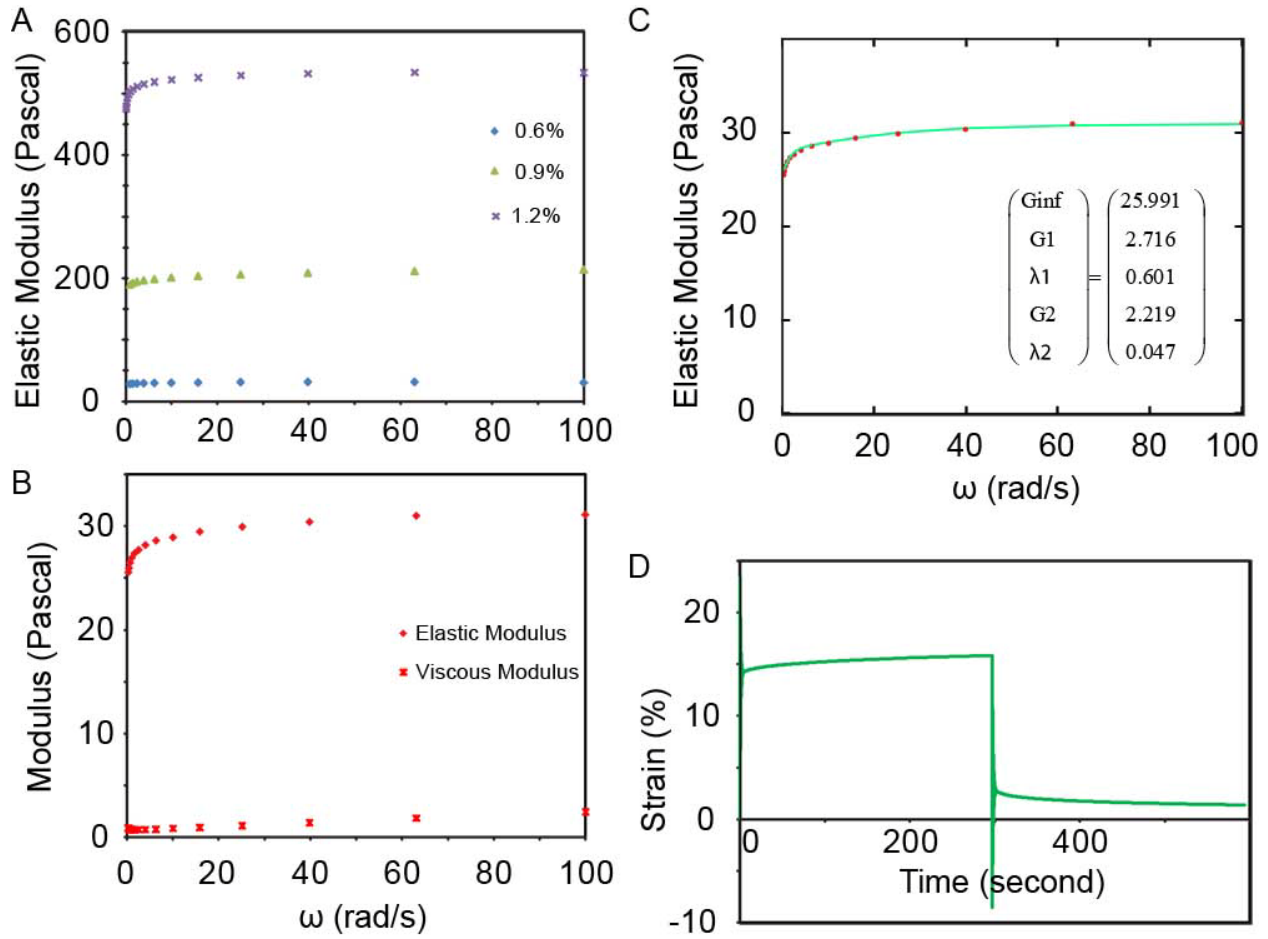 A
600
400
200
0
Elastic Modulus (Pascal)
0.6%
0.9%
1.2%
0 20 40 60 80 100
B
30
20
10
0
Modulus (Pascal)
Elastic Modulus
Viscous Modulus
0 20 40 60 80 100
ω (rad/s)
C
30
20
10
0
Elastic Modulus (Pascal)
Ginf 25.991
G1 2.716
λ1 = 0.601
G2 2.219
λ2 0.047
0 20 40 60 80 100
ω (rad/s)
D
20
10
0
-10
Strain (%)
0 200 400
Time (second)